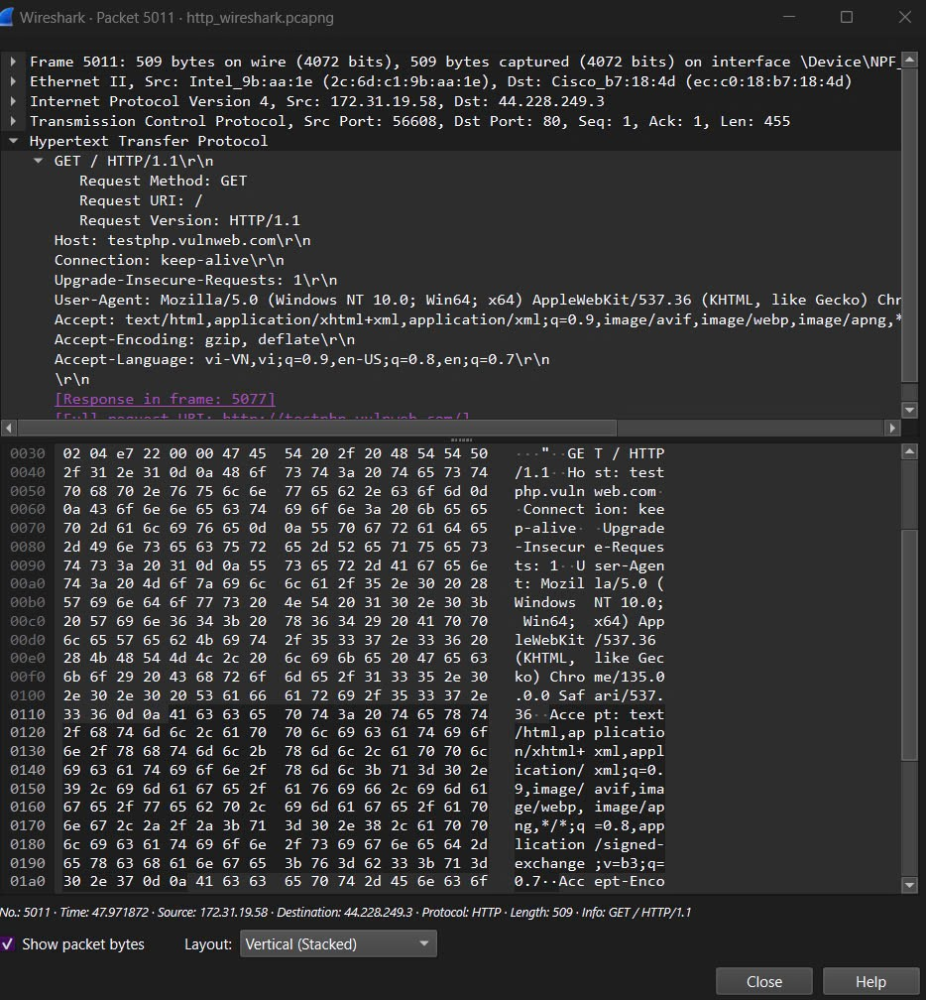 Wireshark · Packet 5011 · http_wireshark.pcapng
Frame 5011: 509 bytes on wire (4072 bits), 509 bytes captured (4072 bits) on interface \Device\NPF_
Ethernet II, Src: Intel_9b:aa:1e (2c:6d:c1:9b:aa:1e), Dst: Cisco_b7:18:4d (ec:c0:18:b7:18:4d)
Internet Protocol Version 4, Src: 172.31.19.58, Dst: 44.228.249.3
Transmission Control Protocol, Src Port: 56608, Dst Port: 80, Seq: 1, Ack: 1, Len: 455
Hypertext Transfer Protocol
GET / HTTP/1.1\r\n
Request Method: GET
Request URI: /
Request Version: HTTP/1.1
Host: testphp.vulnweb.com\r\n
Connection: keep-alive\r\n
Upgrade-Insecure-Requests: 1\r\n
User-Agent: Mozilla/5.0 (Windows NT 10.0; Win64; x64) AppleWebKit/537.36 (KHTML, like Gecko) Chr
Accept: text/html,application/xhtml+xml,application/xml;q=0.9,image/avif,image/webp,image/apng,*
Accept-Encoding: gzip, deflate\r\n
Accept-Language: vi-VN,vi;q=0.9,en-US;q=0.8,en;q=0.7\r\n
\r\n
[Response in frame: 5077]
[Full request URI: http://testphp.vulnweb.com/]
0030 02 04 e7 22 00 00 47 45 54 20 2f 20 48 54 54 50 ···"··GE T / HTTP
0040 2f 31 2e 31 0d 0a 48 6f 73 74 3a 20 74 65 73 74 /1.1··Ho st: test
0050 70 68 70 2e 76 75 6c 6e 77 65 62 2e 63 6f 6d 0d php.vuln web.com·
0060 0a 43 6f 6e 6e 65 63 74 69 6f 6e 3a 20 6b 65 65 ·Connect ion: kee
0070 70 2d 61 6c 69 76 65 0d 0a 55 70 67 72 61 64 65 p-alive· ·Upgrade
0080 2d 49 6e 73 65 63 75 72 65 2d 52 65 71 75 65 73 -Insecur e-Reques
0090 74 73 3a 20 31 0d 0a 55 73 65 72 2d 41 67 65 6e ts: 1··U ser-Agen
00a0 74 3a 20 4d 6f 7a 69 6c 6c 61 2f 35 2e 30 20 28 t: Mozil la/5.0 (
00b0 57 69 6e 64 6f 77 73 20 4e 54 20 31 30 2e 30 3b Windows NT 10.0;
00c0 20 57 69 6e 36 34 3b 20 78 36 34 29 20 41 70 70 Win64; x64) App
00d0 6c 65 57 65 62 4b 69 74 2f 35 33 37 2e 33 36 20 leWebKit /537.36
00e0 28 4b 48 54 4d 4c 2c 20 6c 69 6b 65 20 47 65 63 (KHTML, like Gec
00f0 6b 6f 29 20 43 68 72 6f 6d 65 2f 31 33 35 2e 30 ko) Chro me/135.0
0100 2e 30 2e 30 20 53 61 66 61 72 69 2f 35 33 37 2e .0.0 Saf ari/537.
0110 33 36 0d 0a 41 63 63 65 70 74 3a 20 74 65 78 74 36··Acce pt: text
0120 2f 68 74 6d 6c 2c 61 70 70 6c 69 63 61 74 69 6f /html,ap plicatio
0130 6e 2f 78 68 74 6d 6c 2b 78 6d 6c 2c 61 70 70 6c n/xhtml+ xml,appl
0140 69 63 61 74 69 6f 6e 2f 78 6d 6c 3b 71 3d 30 2e ication/ xml;q=0.
0150 39 2c 69 6d 61 67 65 2f 61 76 69 66 2c 69 6d 61 9,image/ avif,ima
0160 67 65 2f 77 65 62 70 2c 69 6d 61 67 65 2f 61 70 ge/webp, image/ap
0170 6e 67 2c 2a 2f 2a 3b 71 3d 30 2e 38 2c 61 70 70 ng,*/*;q =0.8,app
0180 6c 69 63 61 74 69 6f 6e 2f 73 69 67 6e 65 64 2d lication /signed-
0190 65 78 63 68 61 6e 67 65 3b 76 3d 62 33 3b 71 3d exchange ;v=b3;q=
01a0 30 2e 37 0d 0a 41 63 63 65 70 74 2d 45 6e 63 6f 0.7··Acc ept-Enco
No.: 5011 · Time: 47.971872 · Source: 172.31.19.58 · Destination: 44.228.249.3 · Protocol: HTTP · Length: 509 · Info: GET / HTTP/1.1
Show packet bytes Layout: Vertical (Stacked)
Close Help